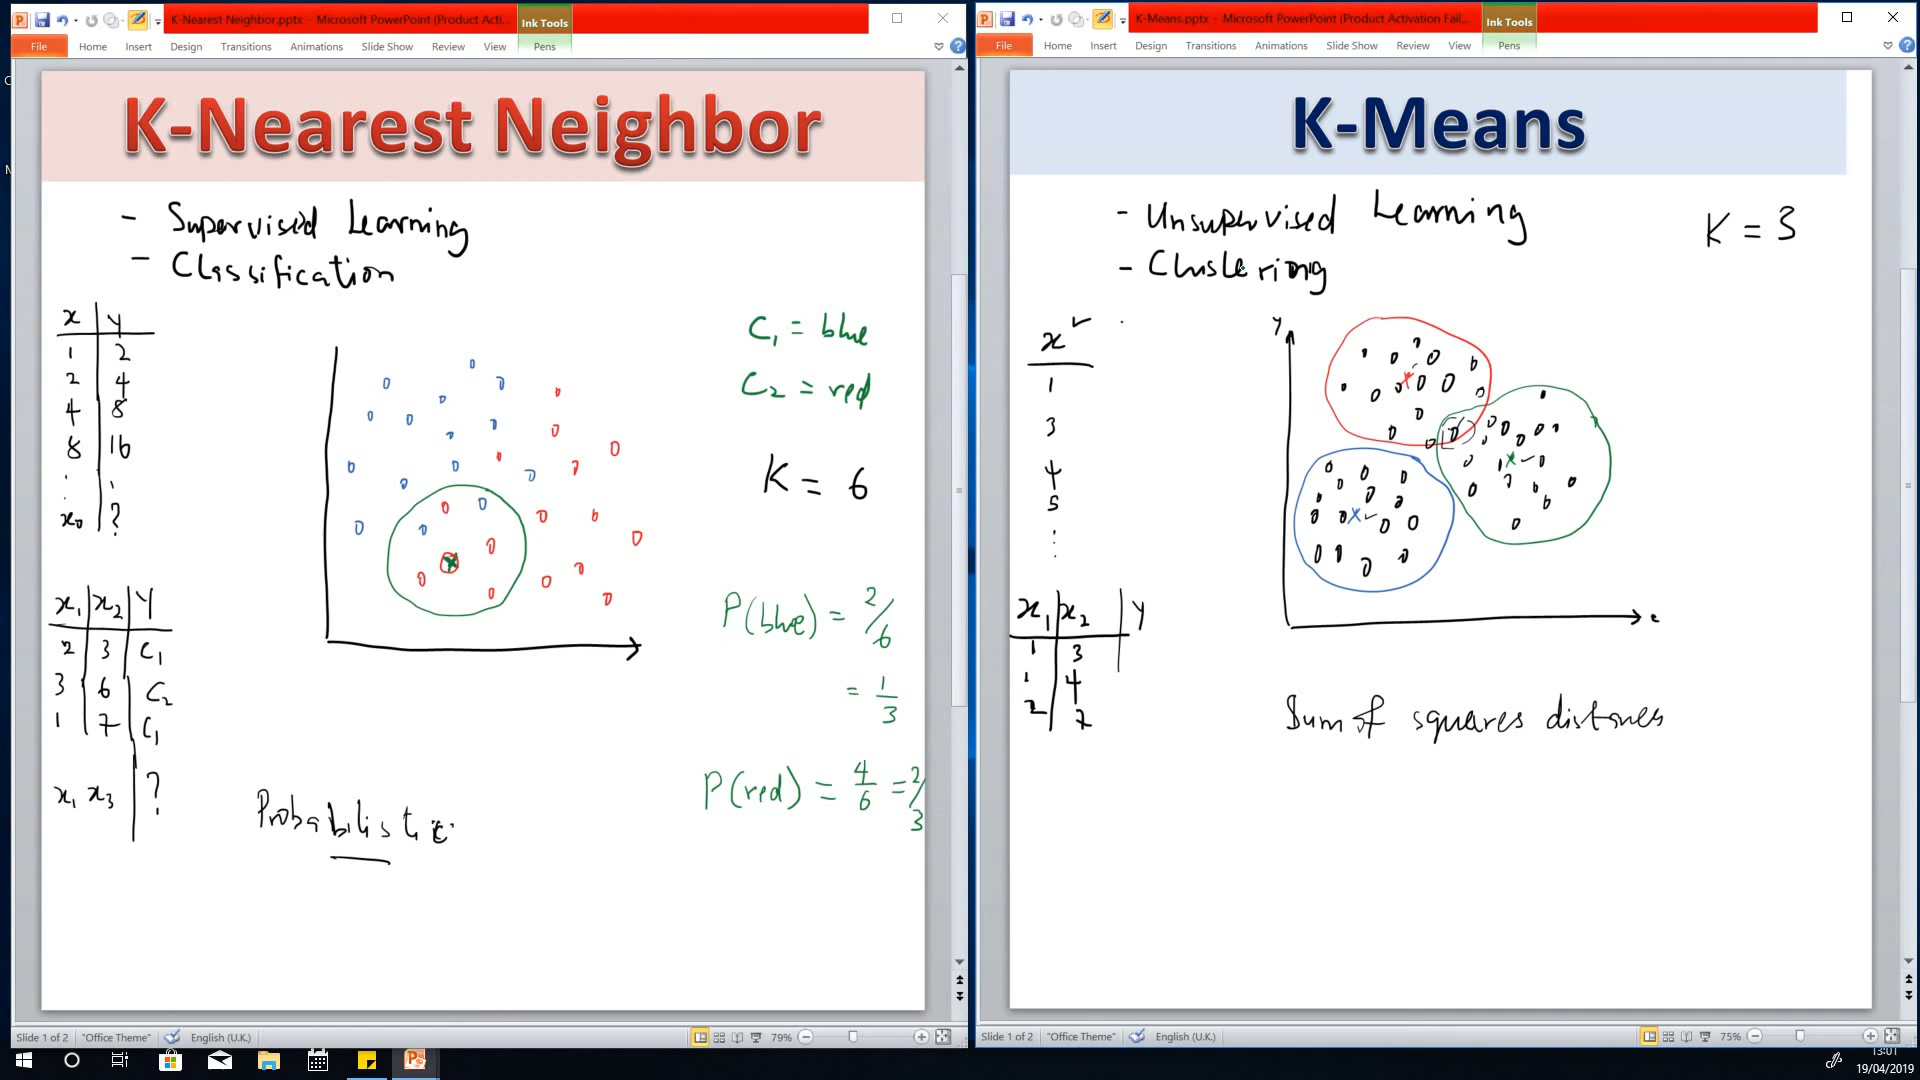 K-Nearest Neighbor.pptx - Microsoft PowerPoint (Product Acti...
Ink Tools
File Home Insert Design Transitions Animations Slide Show Review View Pens
K-Nearest Neighbor
- Supervised Learning
- Classification
x y
1 2
2 4
4 8
8 16
x0 ?
C1 = blue
C2 = red
K = 6
x1 x2 Y
2 3 C1
3 6 C2
1 7 C1
x1 x3 ?
P(blue) = 2/6
= 1/3
P(red) = 4/6 = 2/3
Probabilistic
Slide 1 of 2 "Office Theme" English (U.K.) 79%
K-Means.pptx - Microsoft PowerPoint (Product Activation Fail...
Ink Tools
File Home Insert Design Transitions Animations Slide Show Review View Pens
K-Means
- Unsupervised Learning
- Clustering
K = 3
x
1
3
4
5
y
x1 x2 Y
1 3
1 4
2 7
Sum of squares distances
Slide 1 of 2 "Office Theme" English (U.K.) 75%
13:01
19/04/2019